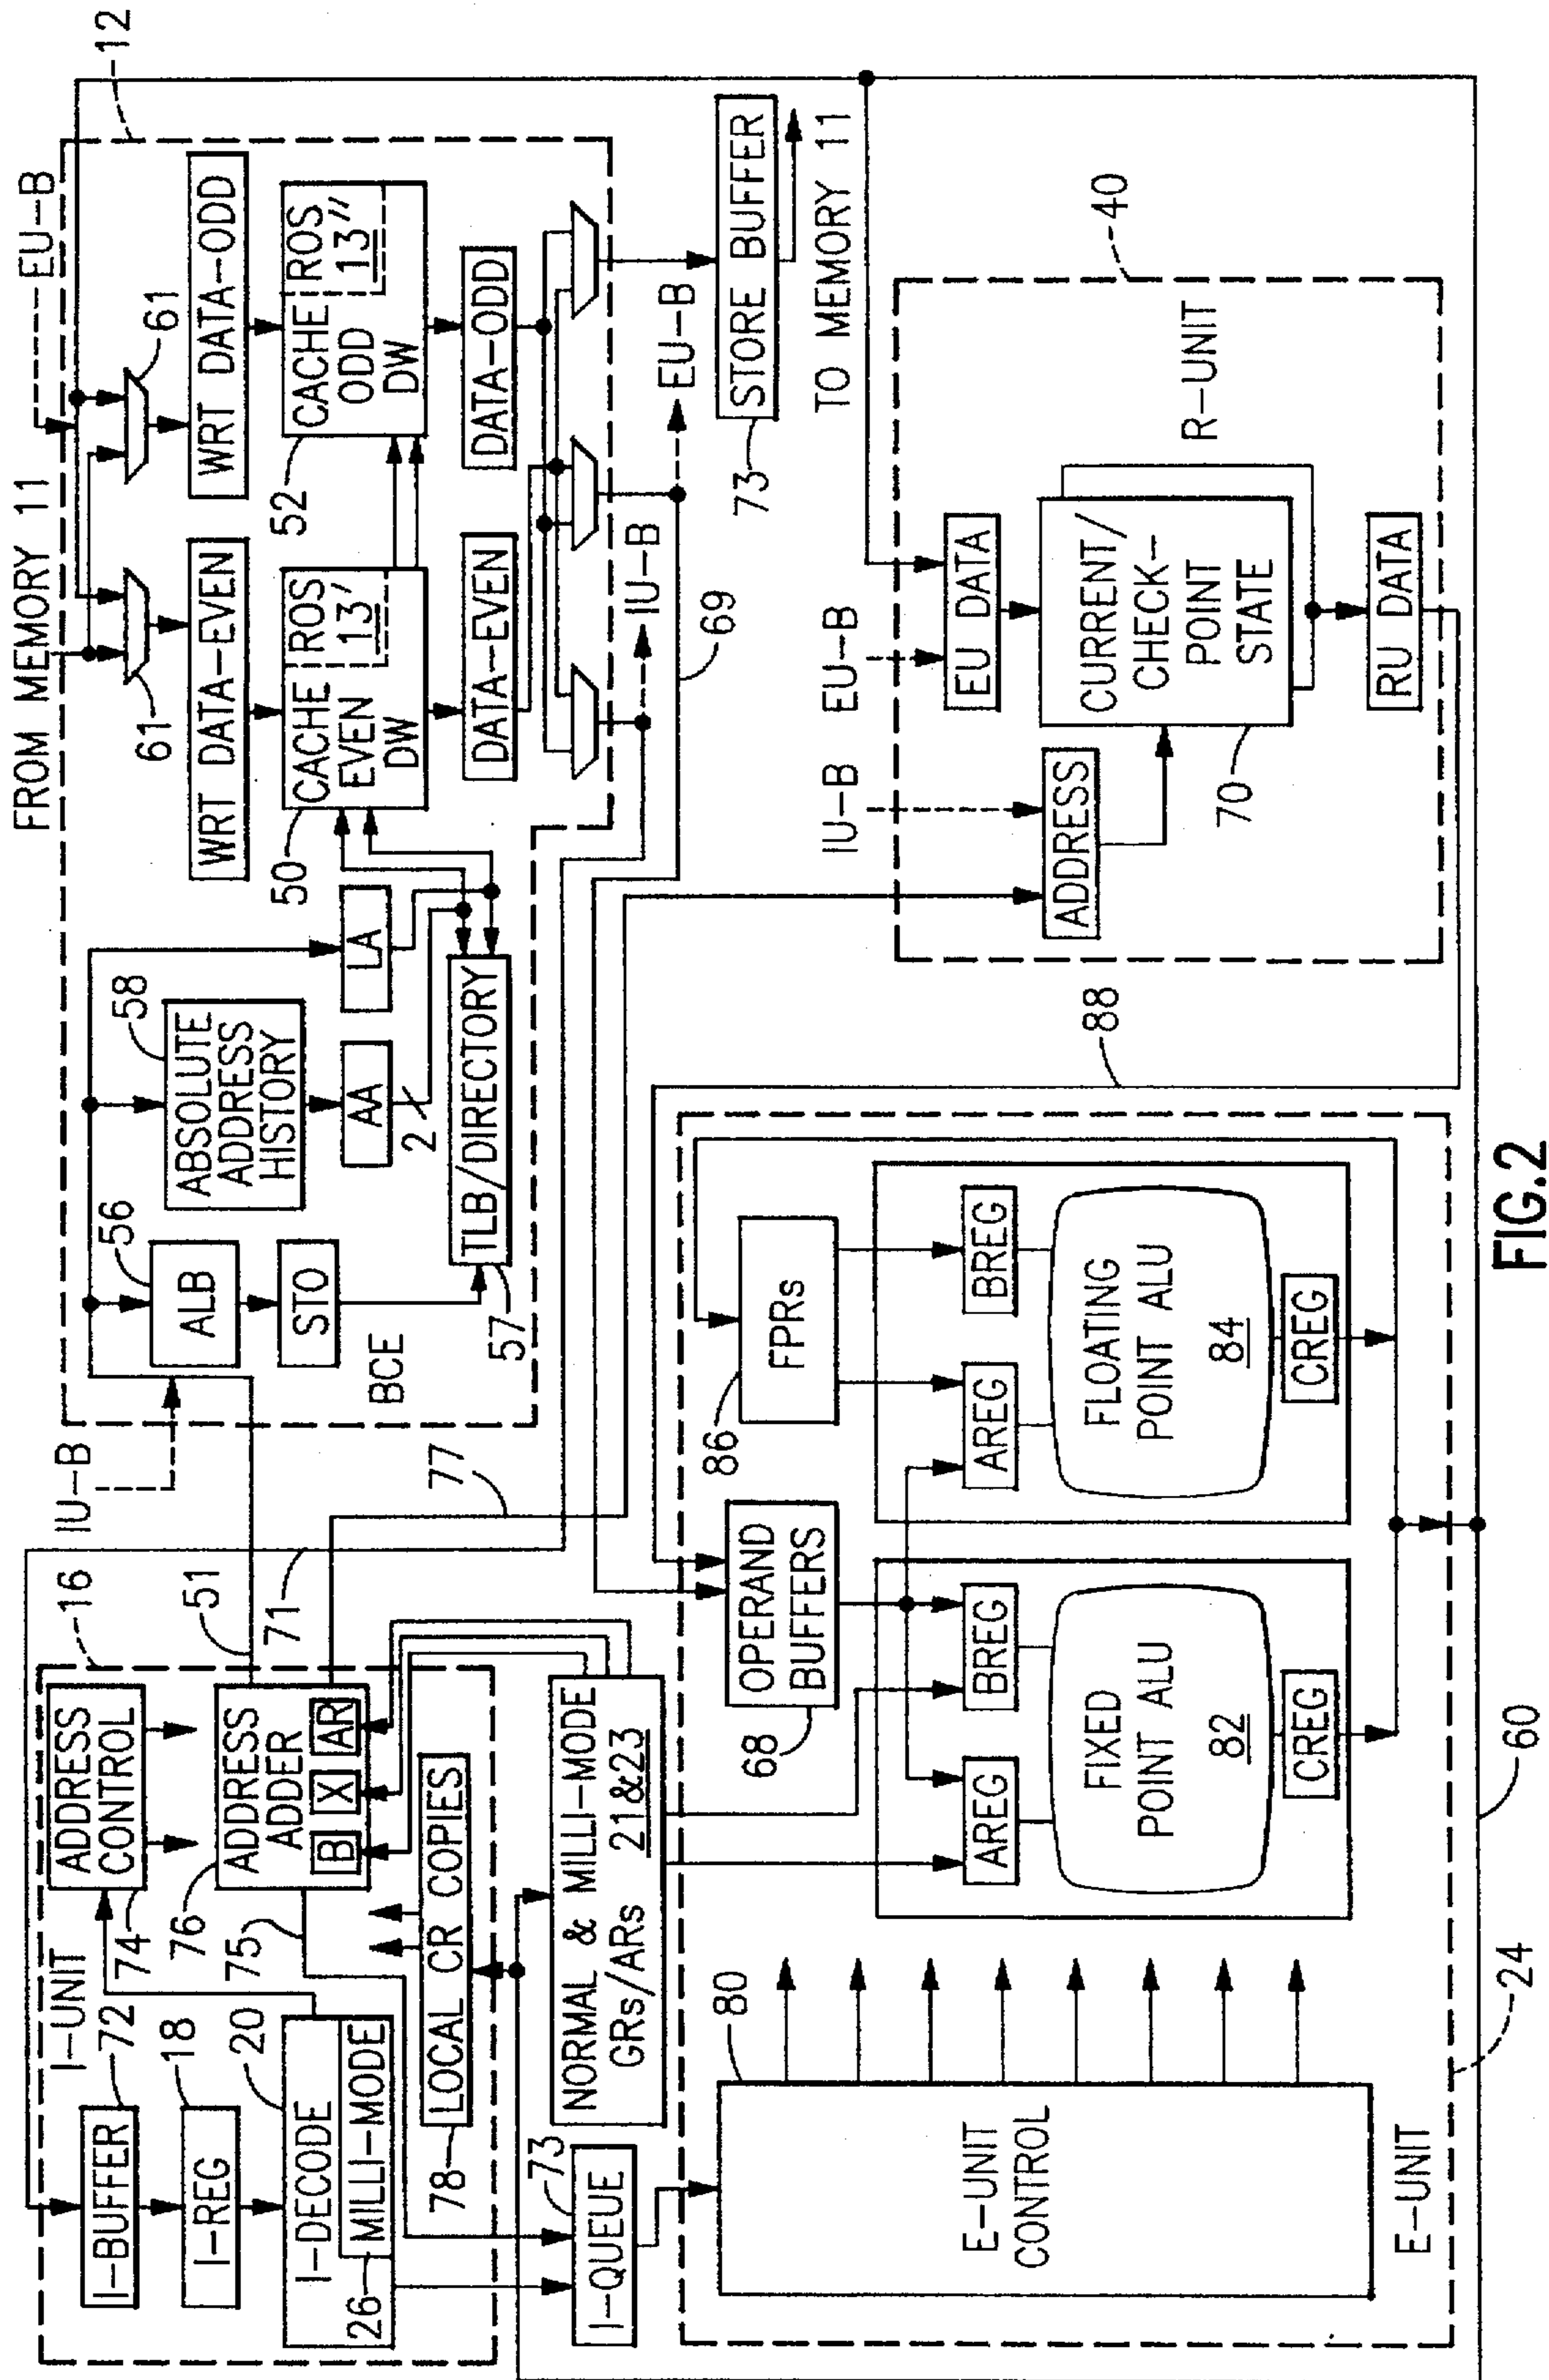 I-UNIT
16
I-BUFFER
72
I-REG
18
I-DECODE
20
MILLI-MODE
26
ADDRESS
CONTROL
74
ADDRESS
ADDER
B
X
AR
76
75
51
71
77
LOCAL CR COPIES
78
I-QUEUE
73
NORMAL & MILLI-MODE
GRs/ARs
21&23
IU-B
FROM MEMORY 11
EU-B
12
BCE
56
ALB
STO
58
ABSOLUTE
ADDRESS
HISTORY
AA
LA
2
TLB/DIRECTORY
57
61
61
WRT DATA-EVEN
WRT DATA-ODD
50
CACHE
EVEN
DW
ROS
13'
52
CACHE
ODD
DW
ROS
13"
DATA-EVEN
DATA-ODD
IU-B
EU-B
69
73
STORE BUFFER
TO MEMORY 11
E-UNIT
24
80
E-UNIT
CONTROL
OPERAND
BUFFERS
68
86
FPRs
AREG
BREG
FIXED
POINT ALU
82
CREG
AREG
BREG
FLOATING
POINT ALU
84
CREG
60
88
R-UNIT
40
IU-B
EU-B
ADDRESS
EU DATA
CURRENT/
CHECK-
POINT
STATE
70
RU DATA
FIG.2